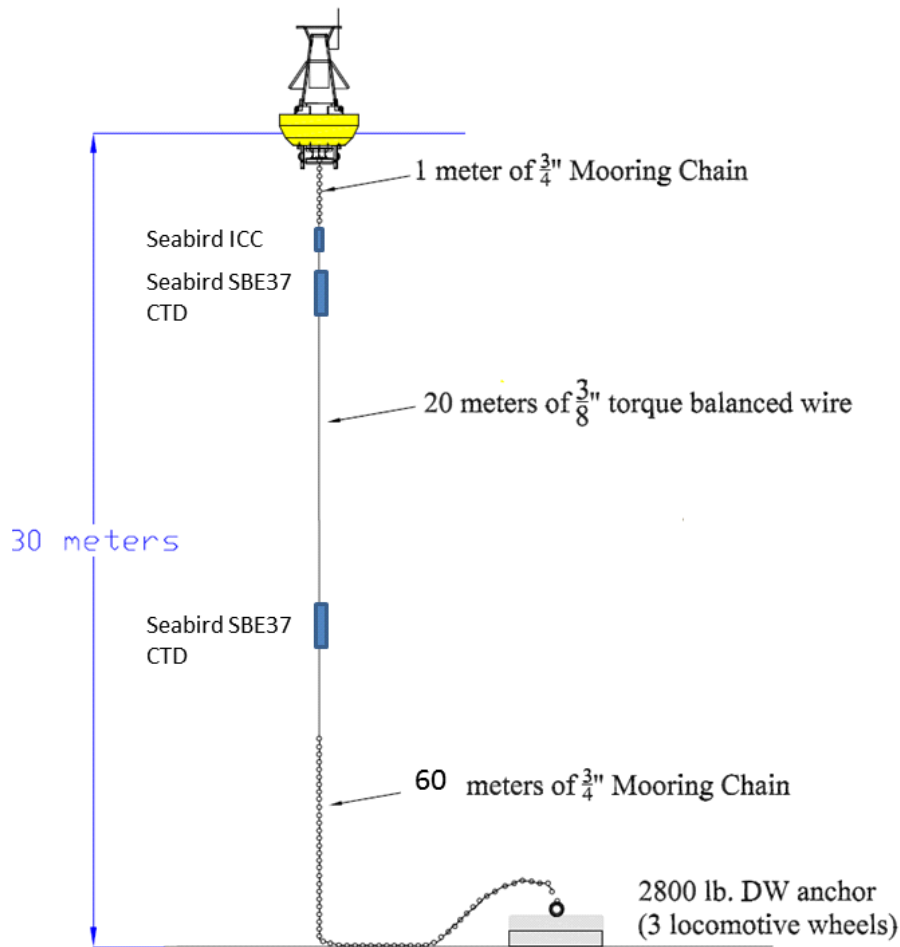 1 meter of 3/4" Mooring Chain
Seabird ICC
Seabird SBE37
CTD
20 meters of 3/8" torque balanced wire
30 meters
Seabird SBE37
CTD
60 meters of 3/4" Mooring Chain
2800 lb. DW anchor
(3 locomotive wheels)